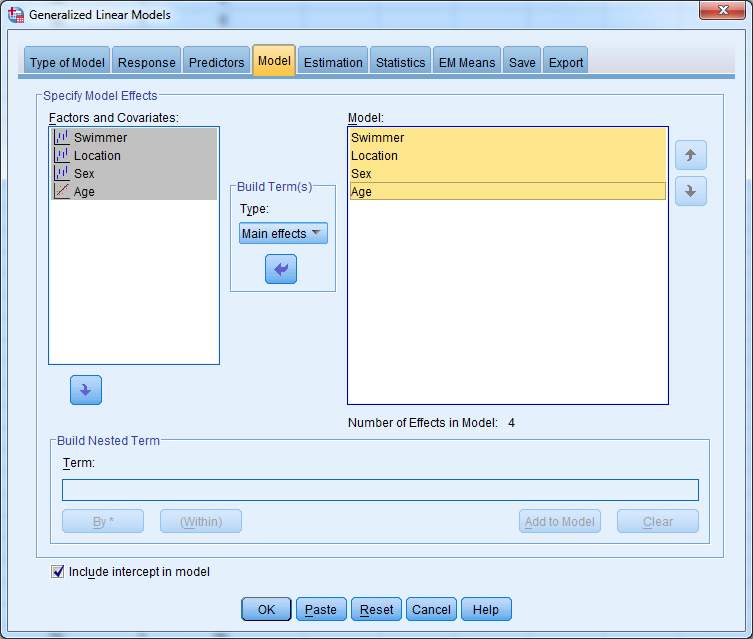 Generalized Linear Models
Type of Model Response Predictors Model Estimation Statistics EM Means Save Export
Specify Model Effects
Factors and Covariates:
Swimmer
Location
Sex
Age
Build Term(s)
Type:
Main effects
Model:
Swimmer
Location
Sex
Age
Number of Effects in Model: 4
Build Nested Term
Term:
By *
(Within)
Add to Model
Clear
Include intercept in model
OK Paste Reset Cancel Help